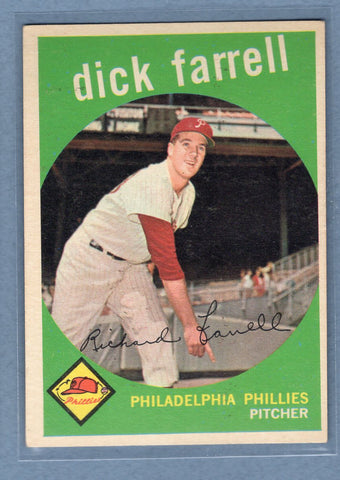 dick farrell
P
Richard Farrell
Phillies
PHILADELPHIA PHILLIES
PITCHER